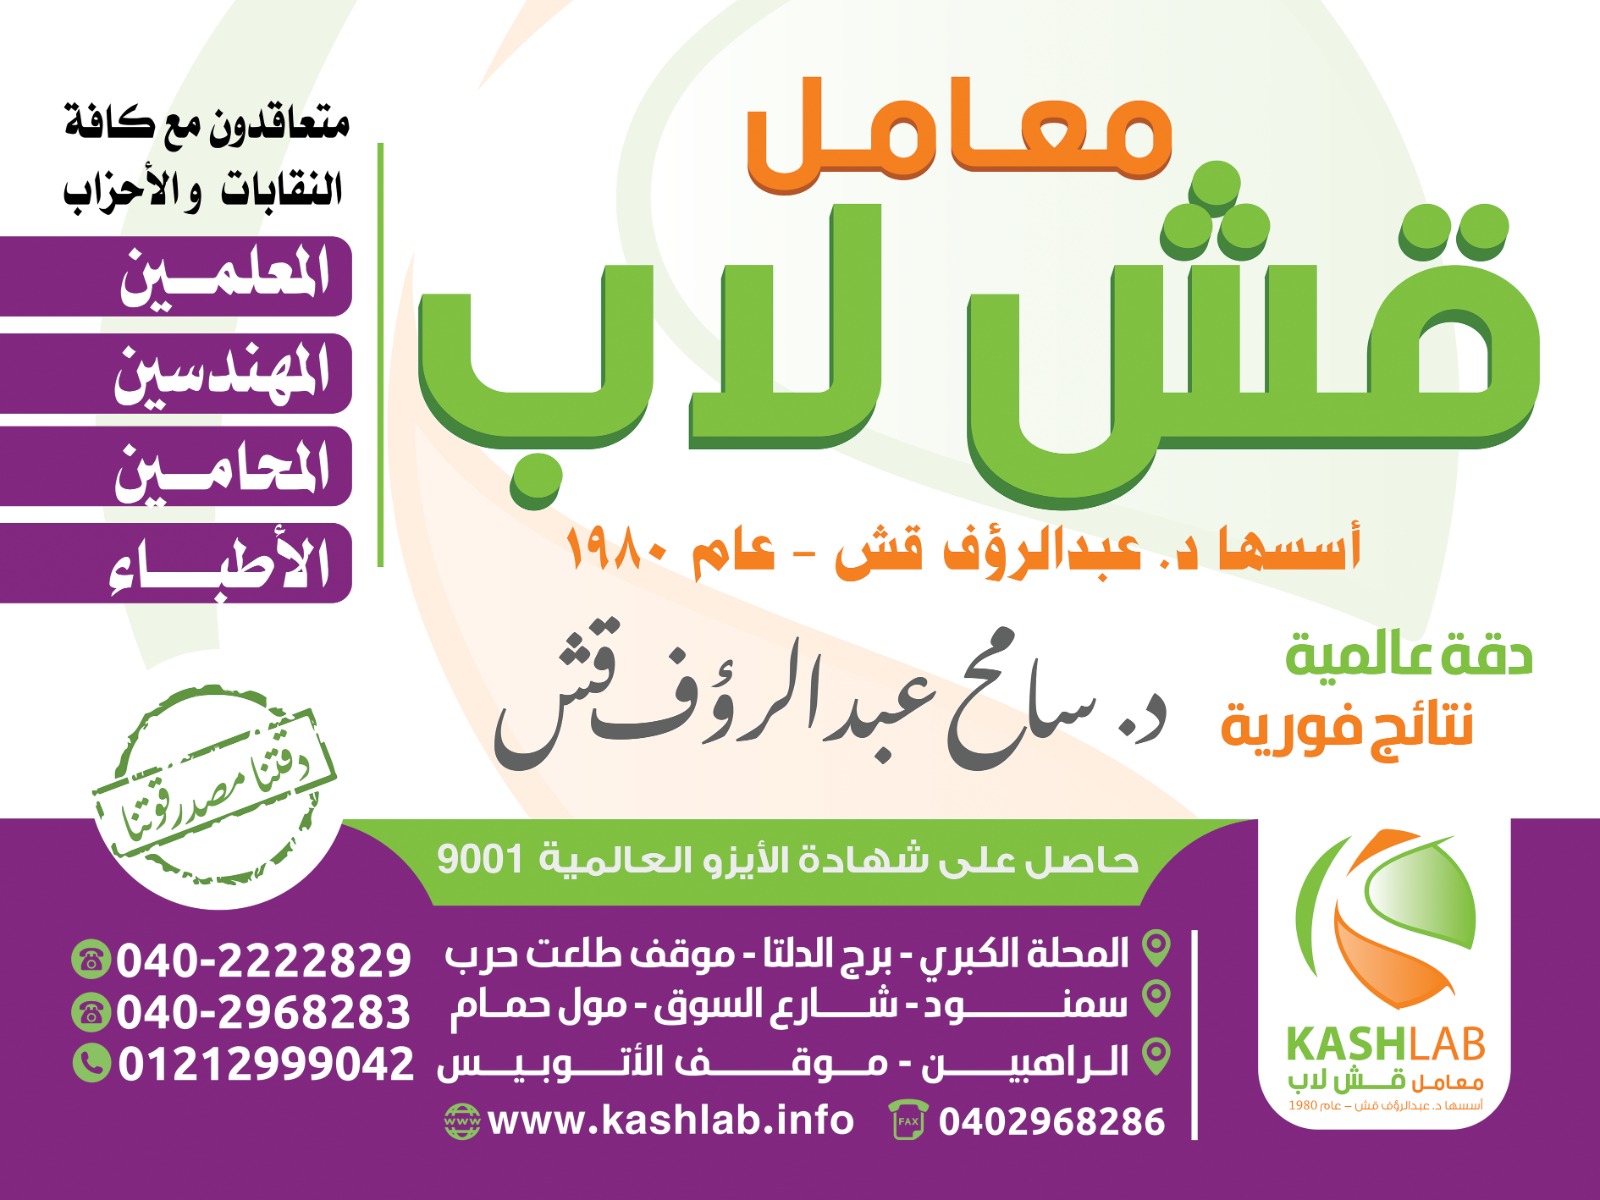 معامل
قش لاب
أسسها د. عبدالرؤف قش - عام ١٩٨٠
د. سامح عبدالرؤف قش
دقة عالمية
نتائج فورية
متعاقدون مع كافة
النقابات والأحزاب
المعلمين
المهندسين
المحامين
الأطباء
دقتنا مصدر قوتنا
حاصل على شهادة الأيزو العالمية 9001
المحلة الكبري - برج الدلتا - موقف طلعت حرب
سمنود - شارع السوق - مول حمام
الراهبين - موقف الأتوبيس
040-2222829
040-2968283
01212999042
www.kashlab.info
WWW
FAX
0402968286
KASHLAB
معامل قش لاب
أسسها د. عبدالرؤف قش - عام 1980